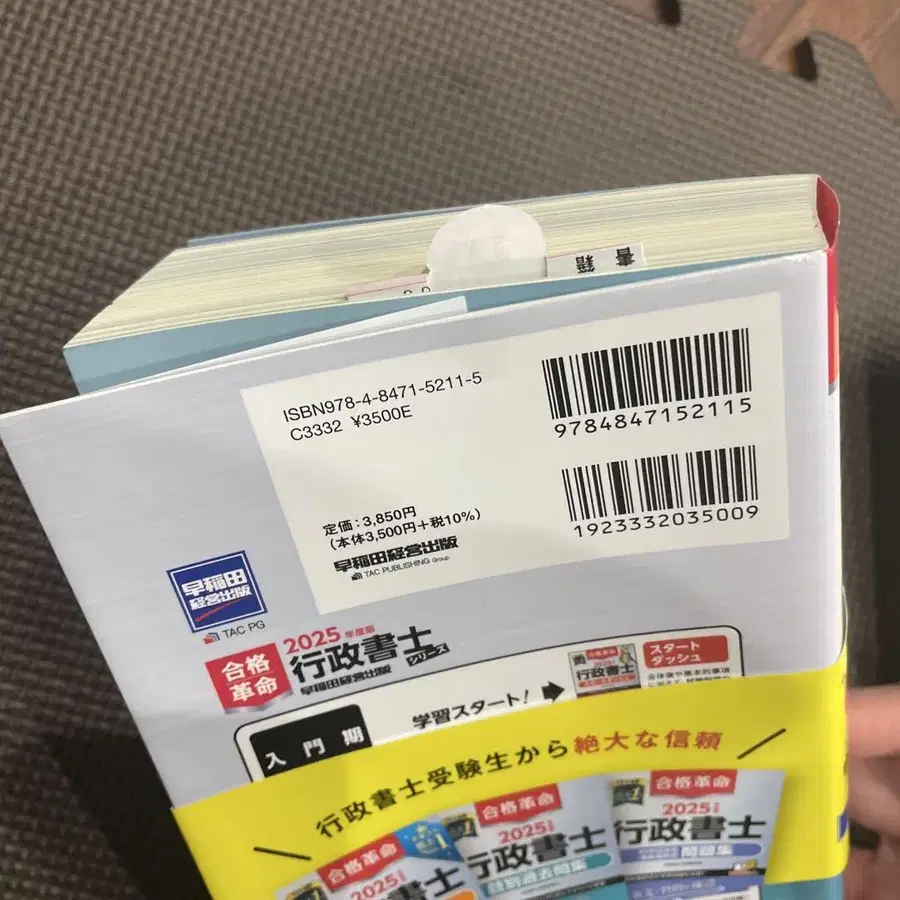 書籍
ISBN978-4-8471-5211-5
C3332 ¥3500E
9784847152115
1923332035009
定価:3,850円
(本体3,500円+税10%)
早稲田経営出版
TAC PUBLISHING Group
早稲田
経営出版
TAC PG
合格
革命
2025年度版
行政書士
シリーズ
早稲田経営出版
入門期
学習スタート!
合格革命
行政書士
スタート
ダッシュ
行政書士受験生から絶大な信頼
合格革命
2025
合格革命
2025
行政書士
合格革命
2025
行政書士
問題集